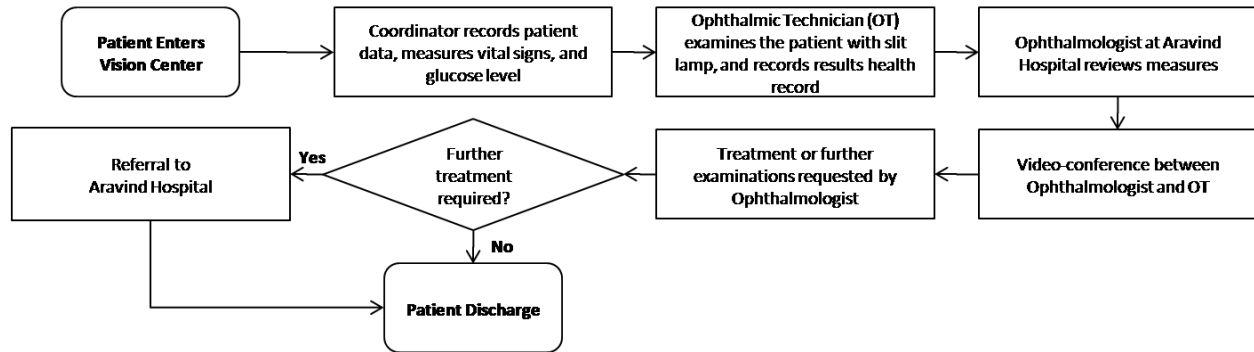 Patient Enters
Vision Center
Coordinator records patient
data, measures vital signs, and
glucose level
Ophthalmic Technician (OT)
examines the patient with slit
lamp, and records results health
record
Ophthalmologist at Aravind
Hospital reviews measures
Video-conference between
Ophthalmologist and OT
Treatment or further
examinations requested by
Ophthalmologist
Further
treatment
required?
Yes
Referral to
Aravind Hospital
No
Patient Discharge